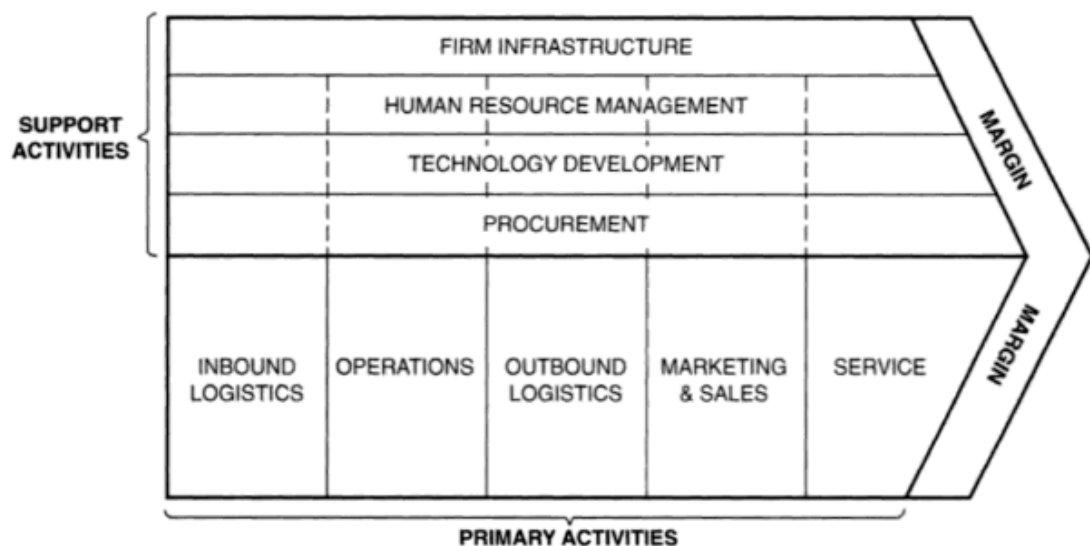 FIRM INFRASTRUCTURE
HUMAN RESOURCE MANAGEMENT
SUPPORT
ACTIVITIES
TECHNOLOGY DEVELOPMENT
PROCUREMENT
MARGIN
INBOUND
LOGISTICS
OPERATIONS
OUTBOUND
LOGISTICS
MARKETING
& SALES
SERVICE
MARGIN
PRIMARY ACTIVITIES